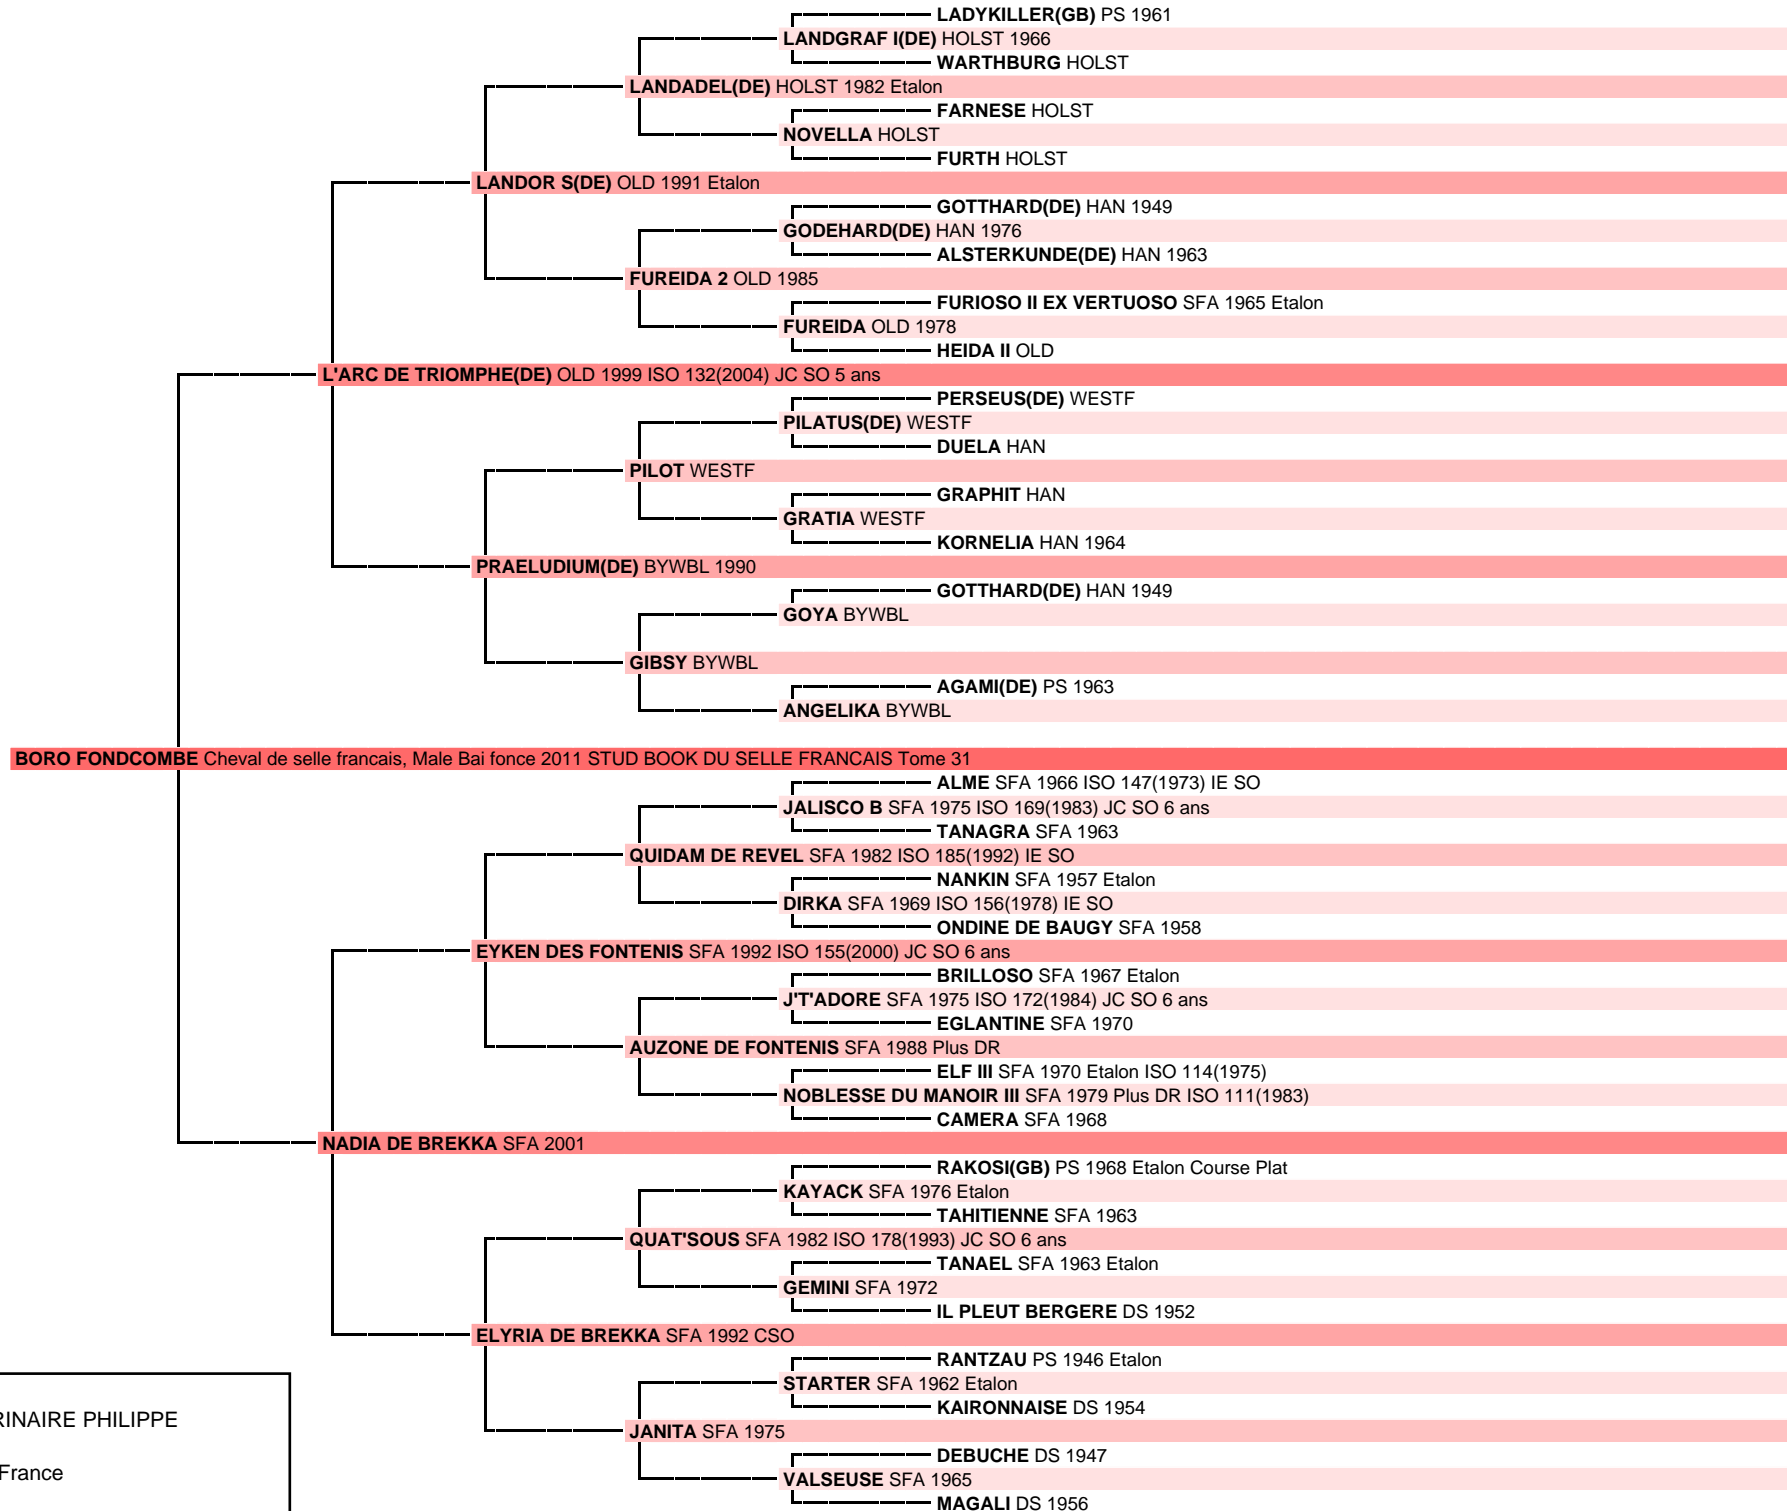 LADYKILLER(GB) PS 1961
LANDGRAF I(DE) HOLST 1966
WARTHBURG HOLST
LANDADEL(DE) HOLST 1982 Etalon
FARNESE HOLST
NOVELLA HOLST
FURTH HOLST
LANDOR S(DE) OLD 1991 Etalon
GOTTHARD(DE) HAN 1949
GODEHARD(DE) HAN 1976
ALSTERKUNDE(DE) HAN 1963
FUREIDA 2 OLD 1985
FURIOSO II EX VERTUOSO SFA 1965 Etalon
FUREIDA OLD 1978
HEIDA II OLD
L'ARC DE TRIOMPHE(DE) OLD 1999 ISO 132(2004) JC SO 5 ans
PERSEUS(DE) WESTF
PILATUS(DE) WESTF
DUELA HAN
PILOT WESTF
GRAPHIT HAN
GRATIA WESTF
KORNELIA HAN 1964
PRAELUDIUM(DE) BYWBL 1990
GOTTHARD(DE) HAN 1949
GOYA BYWBL
GIBSY BYWBL
AGAMI(DE) PS 1963
ANGELIKA BYWBL
BORO FONDCOMBE Cheval de selle francais, Male Bai fonce 2011 STUD BOOK DU SELLE FRANCAIS Tome 31
ALME SFA 1966 ISO 147(1973) IE SO
JALISCO B SFA 1975 ISO 169(1983) JC SO 6 ans
TANAGRA SFA 1963
QUIDAM DE REVEL SFA 1982 ISO 185(1992) IE SO
NANKIN SFA 1957 Etalon
DIRKA SFA 1969 ISO 156(1978) IE SO
ONDINE DE BAUGY SFA 1958
EYKEN DES FONTENIS SFA 1992 ISO 155(2000) JC SO 6 ans
BRILLOSO SFA 1967 Etalon
J'T'ADORE SFA 1975 ISO 172(1984) JC SO 6 ans
EGLANTINE SFA 1970
AUZONE DE FONTENIS SFA 1988 Plus DR
ELF III SFA 1970 Etalon ISO 114(1975)
NOBLESSE DU MANOIR III SFA 1979 Plus DR ISO 111(1983)
CAMERA SFA 1968
NADIA DE BREKKA SFA 2001
RAKOSI(GB) PS 1968 Etalon Course Plat
KAYACK SFA 1976 Etalon
TAHITIENNE SFA 1963
QUAT'SOUS SFA 1982 ISO 178(1993) JC SO 6 ans
TANAEL SFA 1963 Etalon
GEMINI SFA 1972
IL PLEUT BERGERE DS 1952
ELYRIA DE BREKKA SFA 1992 CSO
RANTZAU PS 1946 Etalon
STARTER SFA 1962 Etalon
KAIRONNAISE DS 1954
JANITA SFA 1975
DEBUCHE DS 1947
VALSEUSE SFA 1965
MAGALI DS 1956
RINAIRE PHILIPPE
France